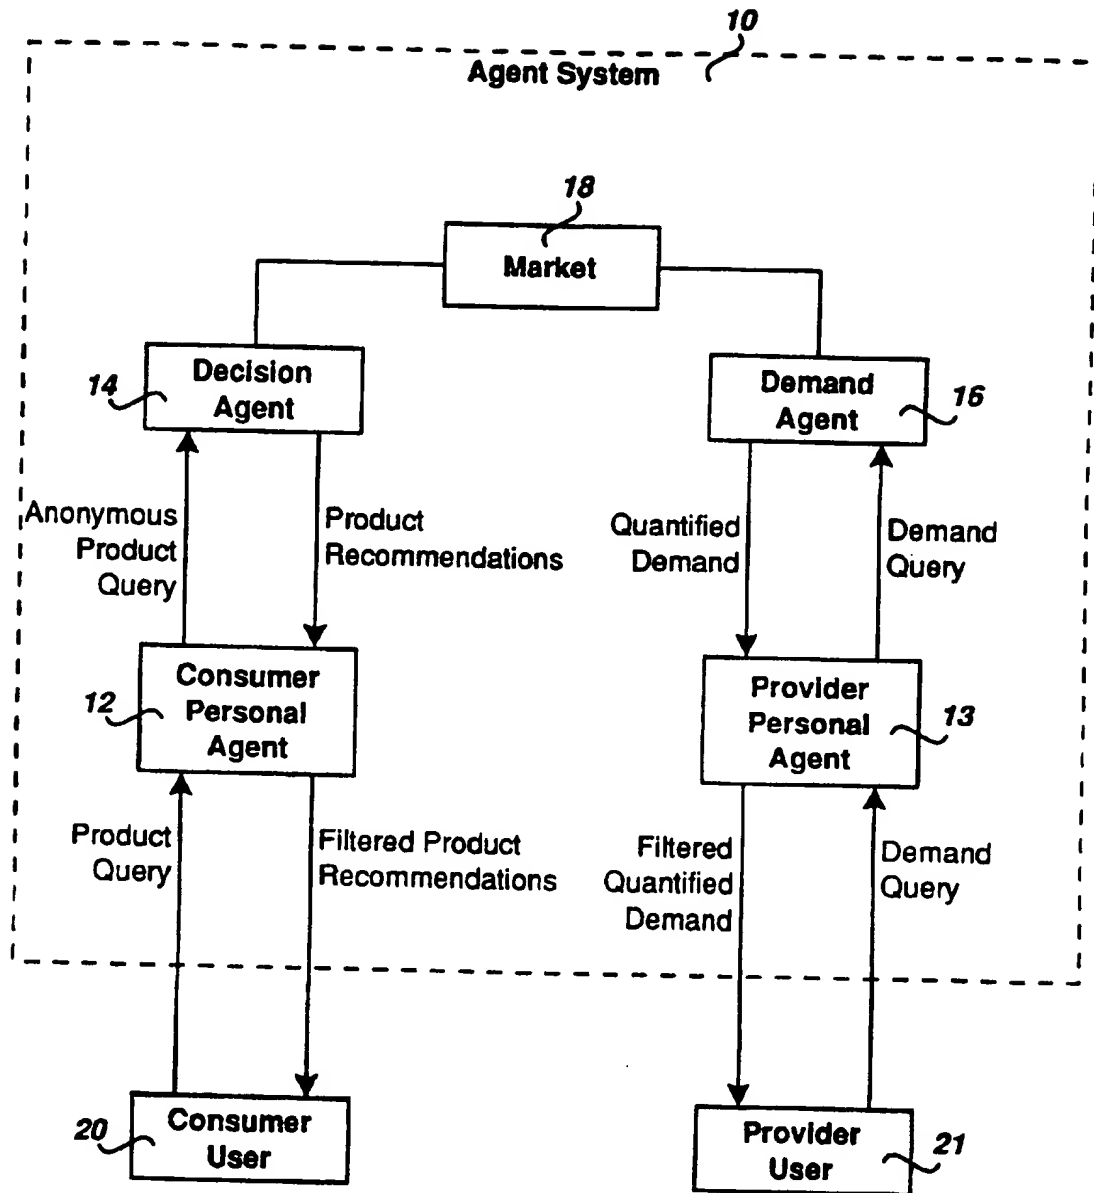 10
Agent System
18
Market
Decision
Agent
14
Demand
Agent
16
Anonymous
Product
Query
Product
Recommendations
Quantified
Demand
Demand
Query
Consumer
Personal
Agent
12
Provider
Personal
Agent
13
Product
Query
Filtered Product
Recommendations
Filtered
Quantified
Demand
Demand
Query
20
Consumer
User
Provider
User
21